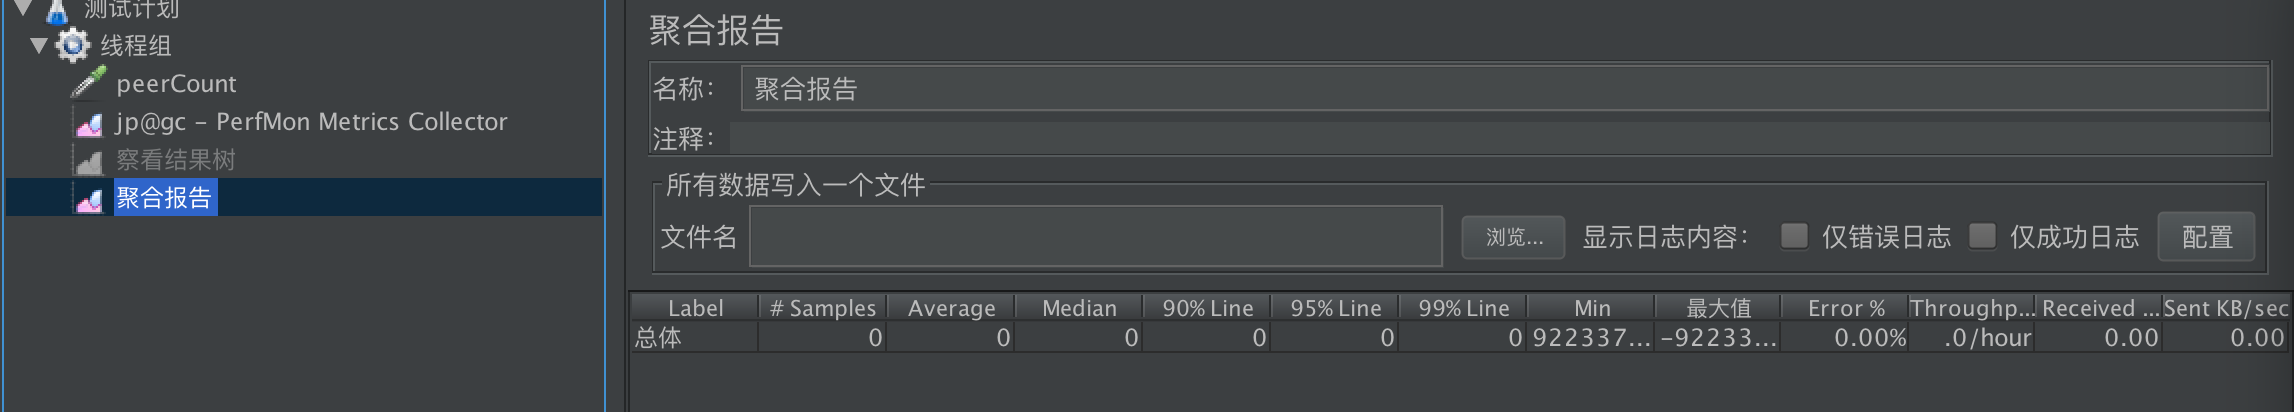 测试计划
线程组
peerCount
jp@gc - PerfMon Metrics Collector
察看结果树
聚合报告
聚合报告
名称： 聚合报告
注释：
所有数据写入一个文件
文件名 浏览... 显示日志内容： 仅错误日志 仅成功日志 配置
Label # Samples Average Median 90% Line 95% Line 99% Line Min 最大值 Error % Throughp... Received ... Sent KB/sec
总体 0 0 0 0 0 0 922337... -92233... 0.00% .0/hour 0.00 0.00